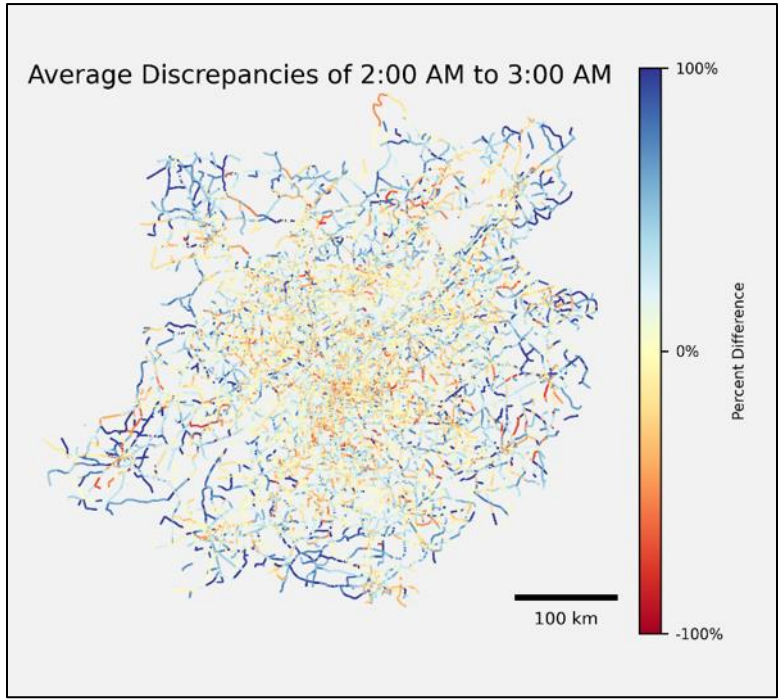 Average Discrepancies of 2:00 AM to 3:00 AM
100%
0%
-100%
Percent Difference
100 km